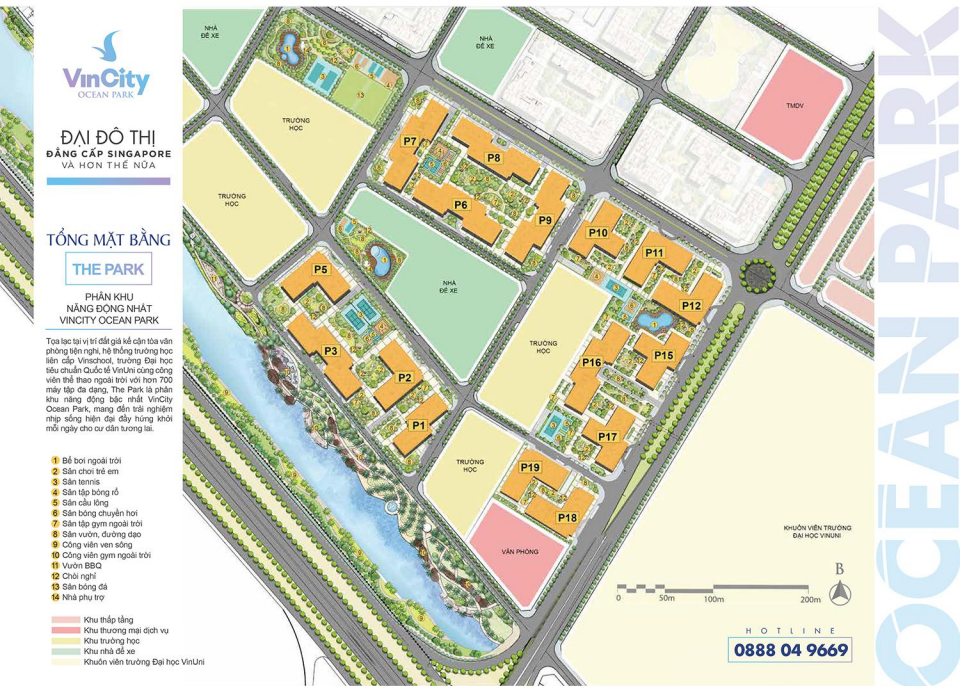 VinCity
OCEAN PARK
ĐẠI ĐÔ THỊ
ĐẲNG CẤP SINGAPORE
VÀ HƠN THẾ NỮA
TỔNG MẶT BẰNG
THE PARK
PHÂN KHU
NĂNG ĐỘNG NHẤT
VINCITY OCEAN PARK
Tọa lạc tại vị trí đắt giá kế cận tòa văn
phòng tiện nghi, hệ thống trường học
liên cấp Vinschool, trường Đại học
tiêu chuẩn Quốc tế VinUni cùng công
viên thể thao ngoài trời với hơn 700
máy tập đa dạng, The Park là phân
khu năng động bậc nhất VinCity
Ocean Park, mang đến trải nghiệm
nhịp sống hiện đại đầy hứng khởi
mỗi ngày cho cư dân tương lai.
1 Bể bơi ngoài trời
2 Sân chơi trẻ em
3 Sân tennis
4 Sân tập bóng rổ
5 Sân cầu lông
6 Sân bóng chuyền hơi
7 Sân tập gym ngoài trời
8 Sân vườn, đường dạo
9 Công viên ven sông
10 Công viên gym ngoài trời
11 Vườn BBQ
12 Chòi nghỉ
13 Sân bóng đá
14 Nhà phụ trợ
Khu thấp tầng
Khu thương mại dịch vụ
Khu trường học
Khu nhà để xe
Khuôn viên trường Đại học VinUni
NHÀ
ĐỂ XE
NHÀ
ĐỂ XE
TMDV
TRƯỜNG
HỌC
TRƯỜNG
HỌC
13
P7
P8
P6
P9
P10
P11
P12
P5
NHÀ
ĐỂ XE
P3
P2
P1
TRƯỜNG
HỌC
P16
P15
P17
TRƯỜNG
HỌC
P19
P18
VĂN PHÒNG
KHUÔN VIÊN TRƯỜNG
ĐẠI HỌC VINUNI
B
0 50m 100m 200m
HOTLINE
0888 04 9669
OCEAN PARK